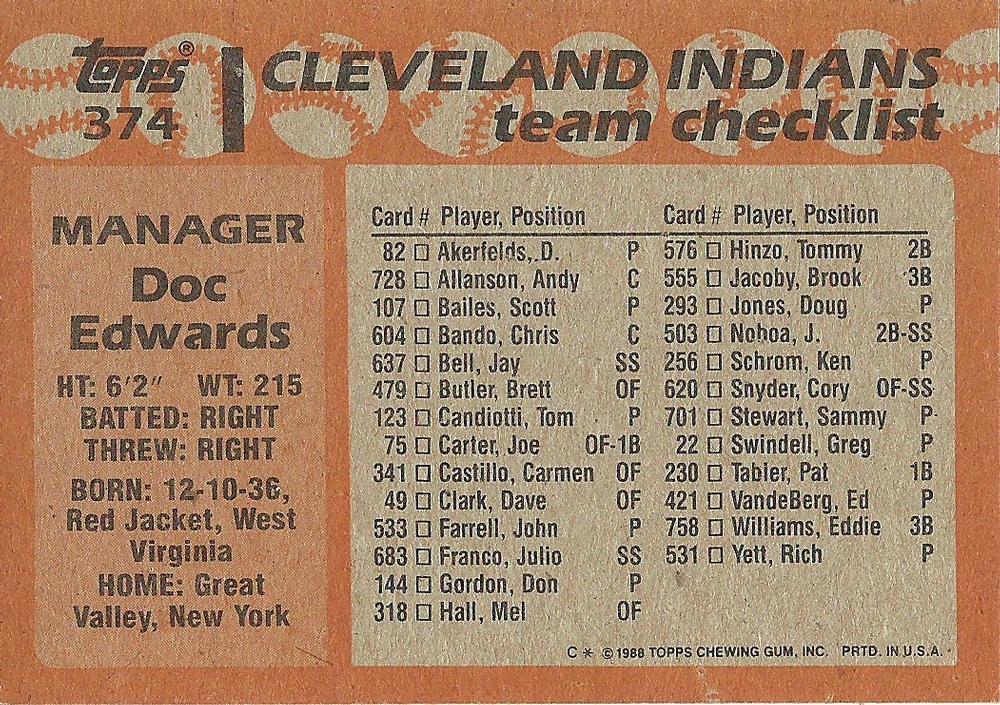 topps® CLEVELAND INDIANS
374 team checklist
MANAGER
Doc
Edwards
HT: 6'2" WT: 215
BATTED: RIGHT
THREW: RIGHT
BORN: 12-10-36,
Red Jacket, West
Virginia
HOME: Great
Valley, New York
Card # Player, Position
82 □ Akerfelds, D. P
728 □ Allanson, Andy C
107 □ Bailes, Scott P
604 □ Bando, Chris C
637 □ Bell, Jay SS
479 □ Butler, Brett OF
123 □ Candiotti, Tom P
75 □ Carter, Joe OF-1B
341 □ Castillo, Carmen OF
49 □ Clark, Dave OF
533 □ Farrell, John P
683 □ Franco, Julio SS
144 □ Gordon, Don P
318 □ Hall, Mel OF
Card # Player, Position
576 □ Hinzo, Tommy 2B
555 □ Jacoby, Brook 3B
293 □ Jones, Doug P
503 □ Nohoa, J. 2B-SS
256 □ Schrom, Ken P
620 □ Snyder, Cory OF-SS
701 □ Stewart, Sammy P
22 □ Swindell, Greg P
230 □ Tabler, Pat 1B
421 □ VandeBerg, Ed P
758 □ Williams, Eddie 3B
531 □ Yett, Rich P
C * © 1988 TOPPS CHEWING GUM, INC. PRTD. IN U.S.A.